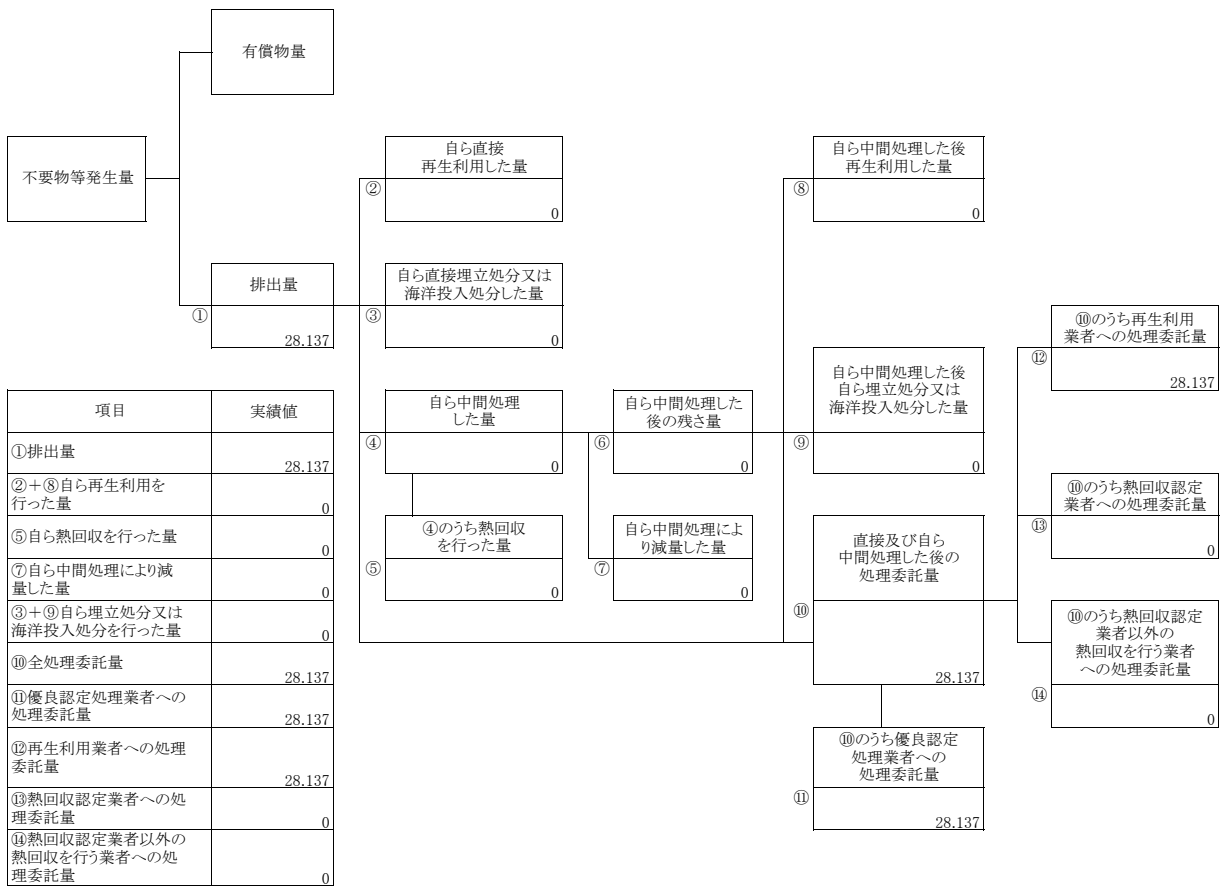 有償物量
不要物等発生量
自ら直接
再生利用した量
②
0
自ら中間処理した後
再生利用した量
⑧
0
排出量
①
28.137
自ら直接埋立処分又は
海洋投入処分した量
③
0
⑩のうち再生利用
業者への処理委託量
⑫
28.137
自ら中間処理
した量
④
0
自ら中間処理した
後の残さ量
⑥
0
自ら中間処理した後
自ら埋立処分又は
海洋投入処分した量
⑨
0
⑩のうち熱回収認定
業者への処理委託量
⑬
0
④のうち熱回収
を行った量
⑤
0
自ら中間処理によ
り減量した量
⑦
0
直接及び自ら
中間処理した後の
処理委託量
⑩
28.137
⑩のうち熱回収認定
業者以外の
熱回収を行う業者
への処理委託量
⑭
0
⑩のうち優良認定
処理業者への
処理委託量
⑪
28.137
項目 実績値
①排出量
28.137
②+⑧自ら再生利用を
行った量
0
⑤自ら熱回収を行った量
0
⑦自ら中間処理により減
量した量
0
③+⑨自ら埋立処分又は
海洋投入処分を行った量
0
⑩全処理委託量
28.137
⑪優良認定処理業者への
処理委託量
28.137
⑫再生利用業者への処理
委託量
28.137
⑬熱回収認定業者への処
理委託量
0
⑭熱回収認定業者以外の
熱回収を行う業者への処
理委託量
0